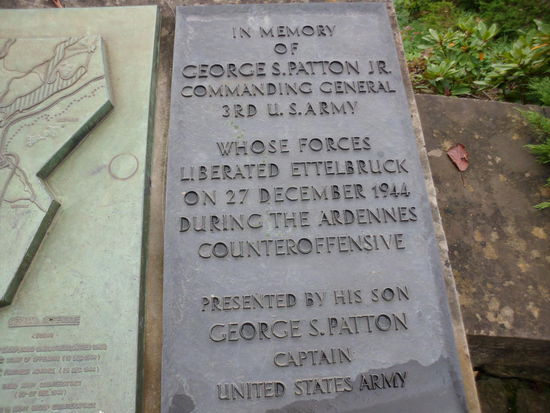 IN MEMORY
OF
GEORGE S. PATTON JR.
COMMANDING GENERAL
3RD U.S. ARMY
WHOSE FORCES
LIBERATED ETTELBRUCK
ON 27 DECEMBER 1944
DURING THE ARDENNES
COUNTEROFFENSIVE
PRESENTED BY HIS SON
GEORGE S. PATTON
CAPTAIN
UNITED STATES ARMY